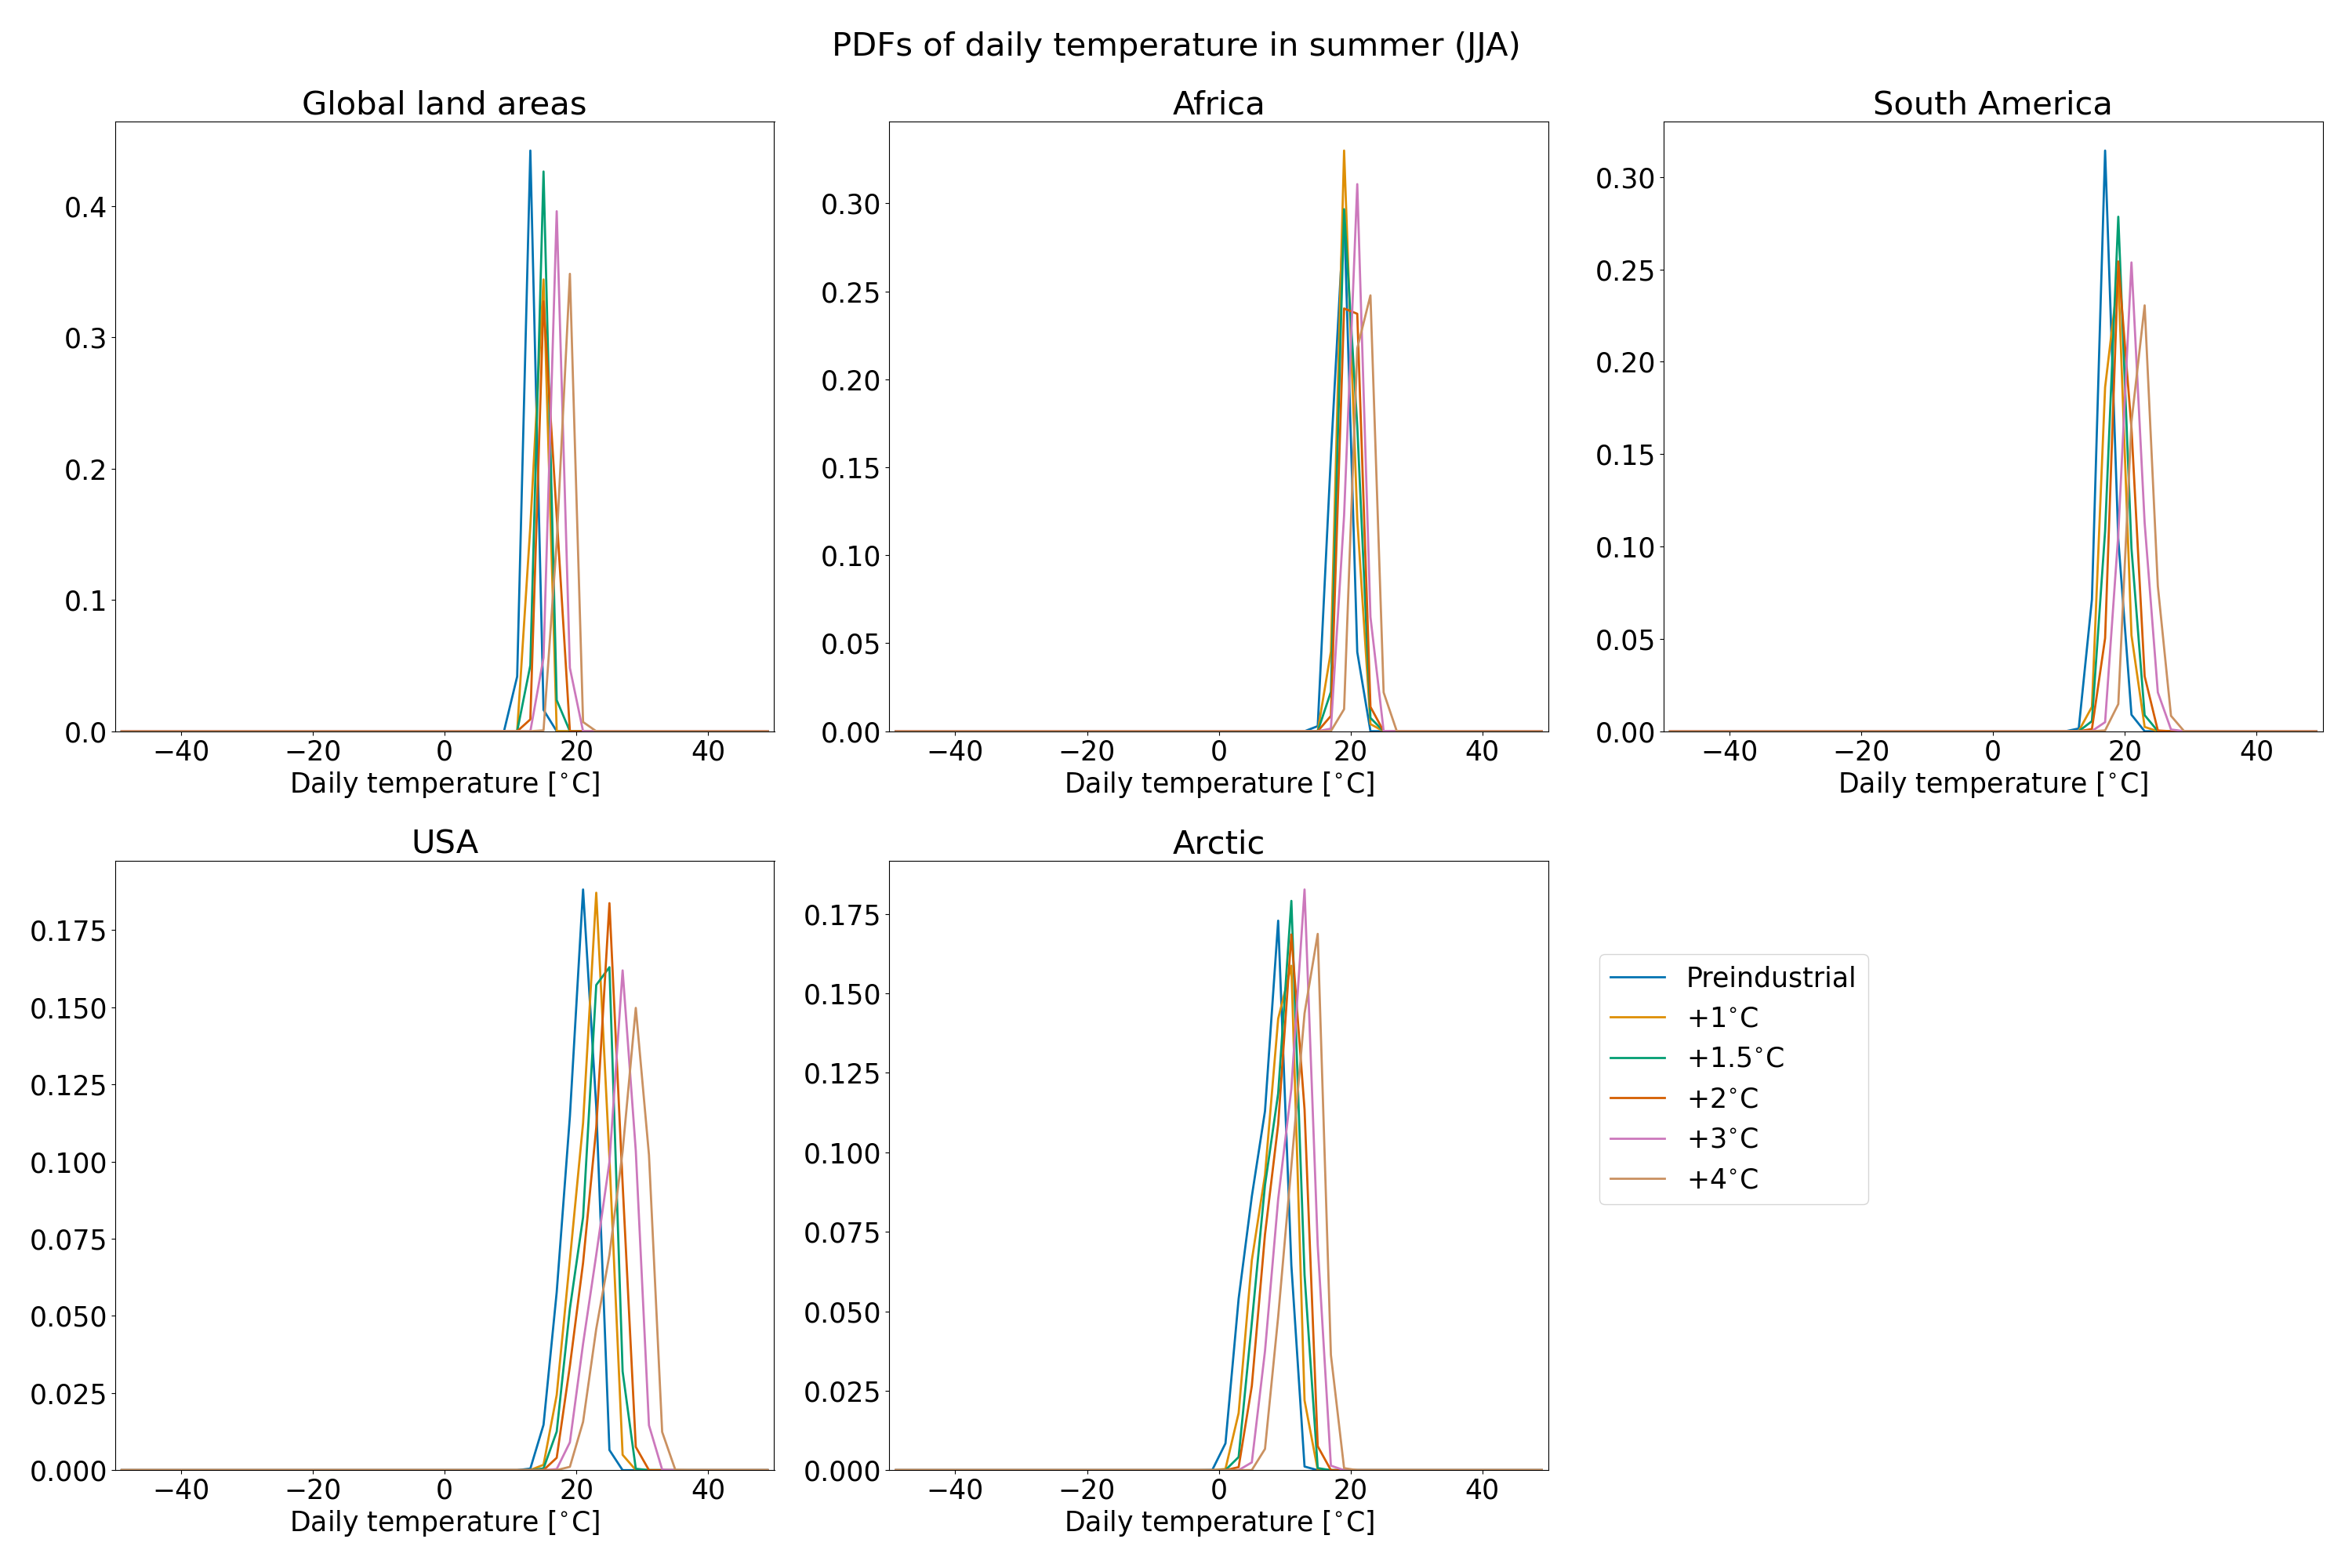 PDFs of daily temperature in summer (JJA)
Global land areas
0.4
0.3
0.2
0.1
0.0
−40 −20 0 20 40
Daily temperature [°C]
Africa
0.30
0.25
0.20
0.15
0.10
0.05
0.00
−40 −20 0 20 40
Daily temperature [°C]
South America
0.30
0.25
0.20
0.15
0.10
0.05
0.00
−40 −20 0 20 40
Daily temperature [°C]
USA
0.175
0.150
0.125
0.100
0.075
0.050
0.025
0.000
−40 −20 0 20 40
Daily temperature [°C]
Arctic
0.175
0.150
0.125
0.100
0.075
0.050
0.025
0.000
−40 −20 0 20 40
Daily temperature [°C]
Preindustrial
+1°C
+1.5°C
+2°C
+3°C
+4°C